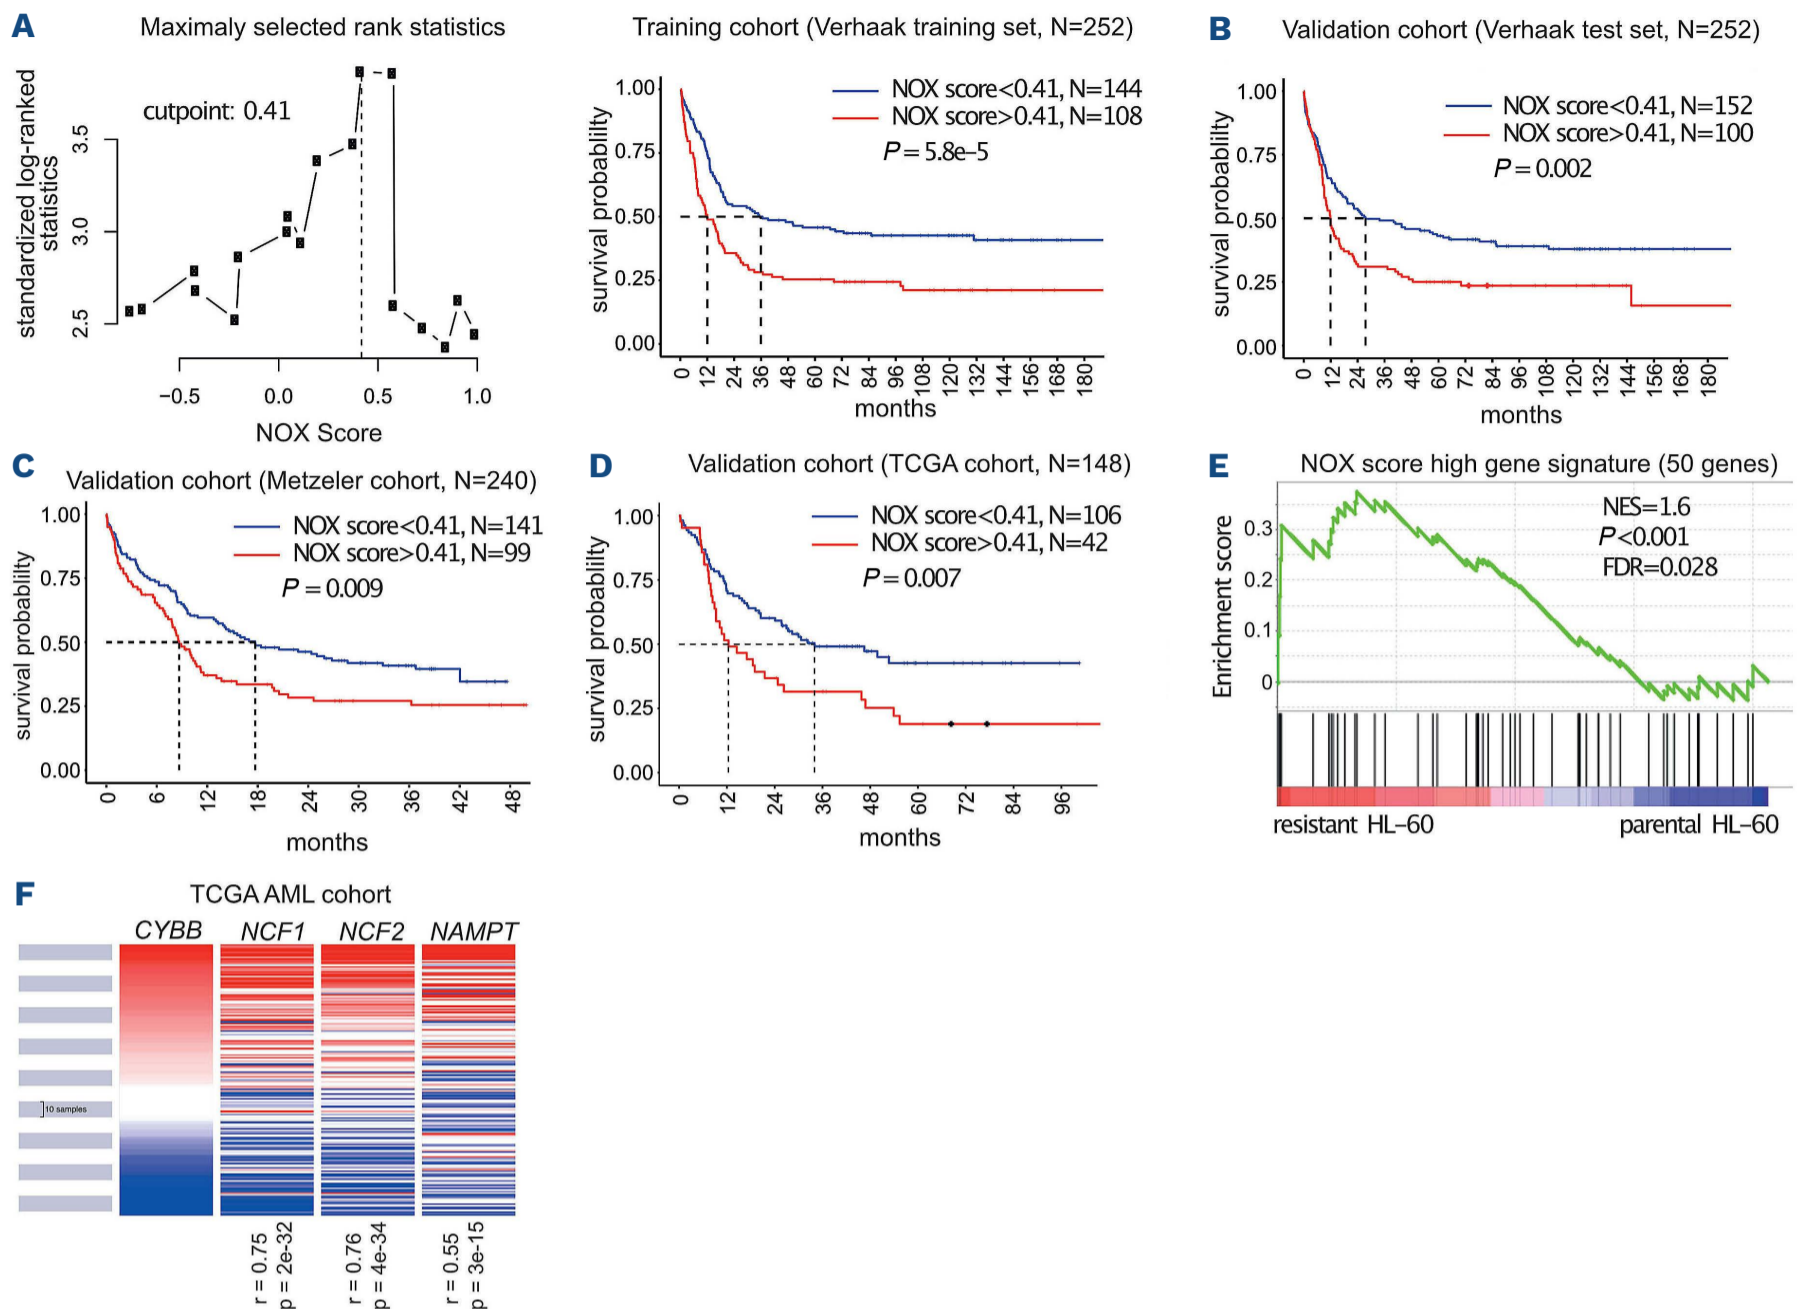 A
Maximaly selected rank statistics
cutpoint: 0.41
standardized log-ranked
statistics
3.5
3.0
2.5
−0.5 0.0 0.5 1.0
NOX Score
Training cohort (Verhaak training set, N=252)
NOX score<0.41, N=144
NOX score>0.41, N=108
P = 5.8e–5
survival probability
1.00
0.75
0.50
0.25
0.00
0 12 24 36 48 60 72 84 96 108 120 132 144 156 168 180
months
B
Validation cohort (Verhaak test set, N=252)
NOX score<0.41, N=152
NOX score>0.41, N=100
P = 0.002
survival probability
1.00
0.75
0.50
0.25
0.00
0 12 24 36 48 60 72 84 96 108 120 132 144 156 168 180
months
C
Validation cohort (Metzeler cohort, N=240)
NOX score<0.41, N=141
NOX score>0.41, N=99
P = 0.009
survival probability
1.00
0.75
0.50
0.25
0.00
0 6 12 18 24 30 36 42 48
months
D
Validation cohort (TCGA cohort, N=148)
NOX score<0.41, N=106
NOX score>0.41, N=42
P = 0.007
survival probability
1.00
0.75
0.50
0.25
0.00
0 12 24 36 48 60 72 84 96
months
E
NOX score high gene signature (50 genes)
NES=1.6
P<0.001
FDR=0.028
Enrichment score
0.3
0.2
0.1
0
resistant HL–60 parental HL–60
F
TCGA AML cohort
CYBB NCF1 NCF2 NAMPT
10 samples
r = 0.75
p = 2e-32
r = 0.76
p = 4e-34
r = 0.55
p = 3e-15